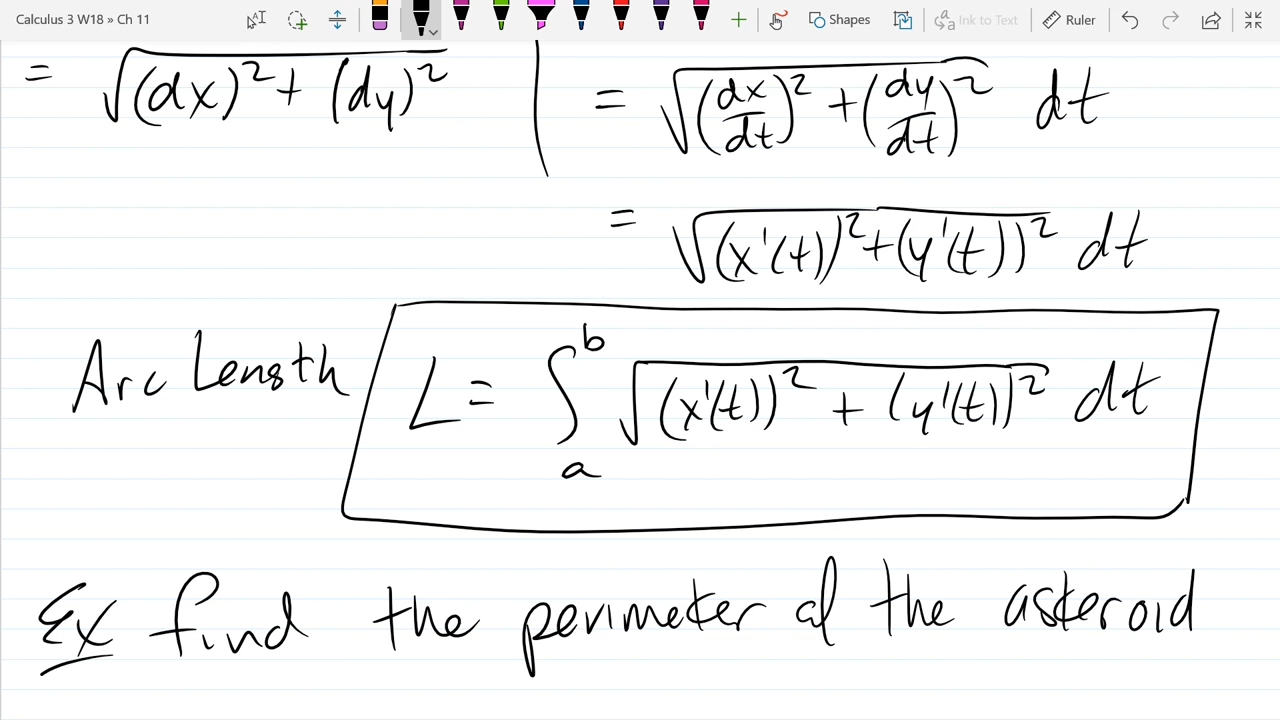 Calculus 3 W18 » Ch 11
Shapes
Ink to Text
Ruler
= √(dx)² + (dy)²
= √(dx/dt)² + (dy/dt)² dt
= √(x'(t))² + (y'(t))² dt
Arc Length L = ∫ₐᵇ √(x'(t))² + (y'(t))² dt
Ex find the perimeter of the asteroid